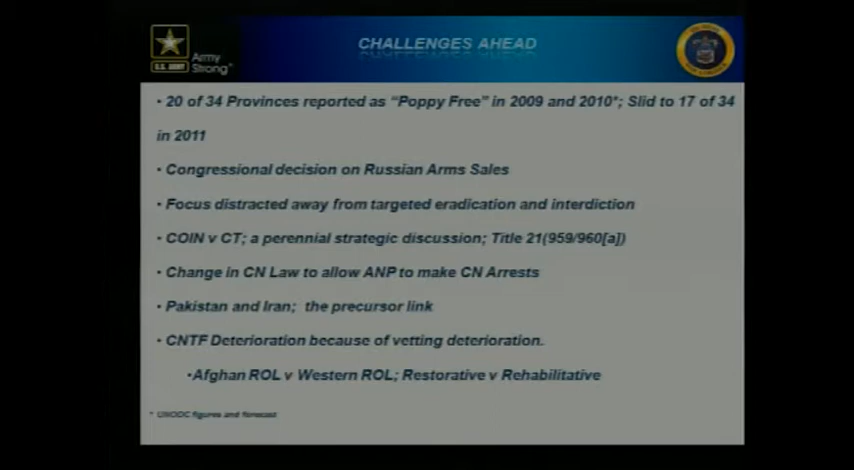 U.S. ARMY
Army
Strong
CHALLENGES AHEAD
• 20 of 34 Provinces reported as “Poppy Free” in 2009 and 2010*; Slid to 17 of 34
in 2011
• Congressional decision on Russian Arms Sales
• Focus distracted away from targeted eradication and interdiction
• COIN v CT; a perennial strategic discussion; Title 21(959/960[a])
• Change in CN Law to allow ANP to make CN Arrests
• Pakistan and Iran; the precursor link
• CNTF Deterioration because of vetting deterioration.
•Afghan ROL v Western ROL; Restorative v Rehabilitative
* UNODC figures and forecast